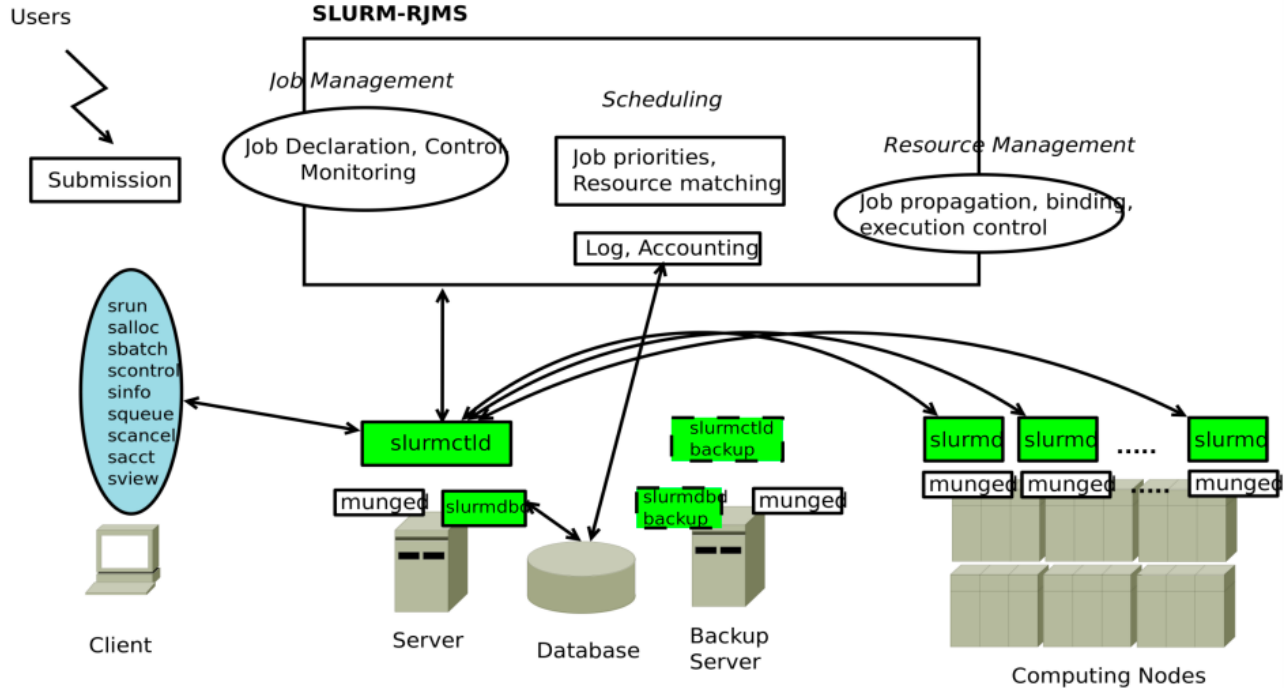 Users
SLURM-RJMS
Job Management
Scheduling
Resource Management
Job Declaration, Control,
Monitoring
Job priorities,
Resource matching
Job propagation, binding,
execution control
Submission
Log, Accounting
srun
salloc
sbatch
scontrol
sinfo
squeue
scancel
sacct
sview
slurmctld
slurmctld
backup
slurmd
slurmd
.....
slurmd
munged
slurmdbd
slurmdbd
backup
munged
munged
munged
.....
munged
Client
Server
Database
Backup
Server
Computing Nodes